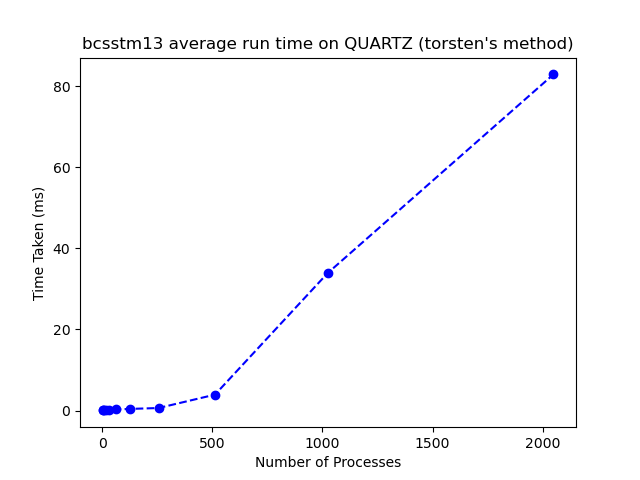 bcsstm13 average run time on QUARTZ (torsten's method)
80
60
40
20
0
Time Taken (ms)
0 500 1000 1500 2000
Number of Processes